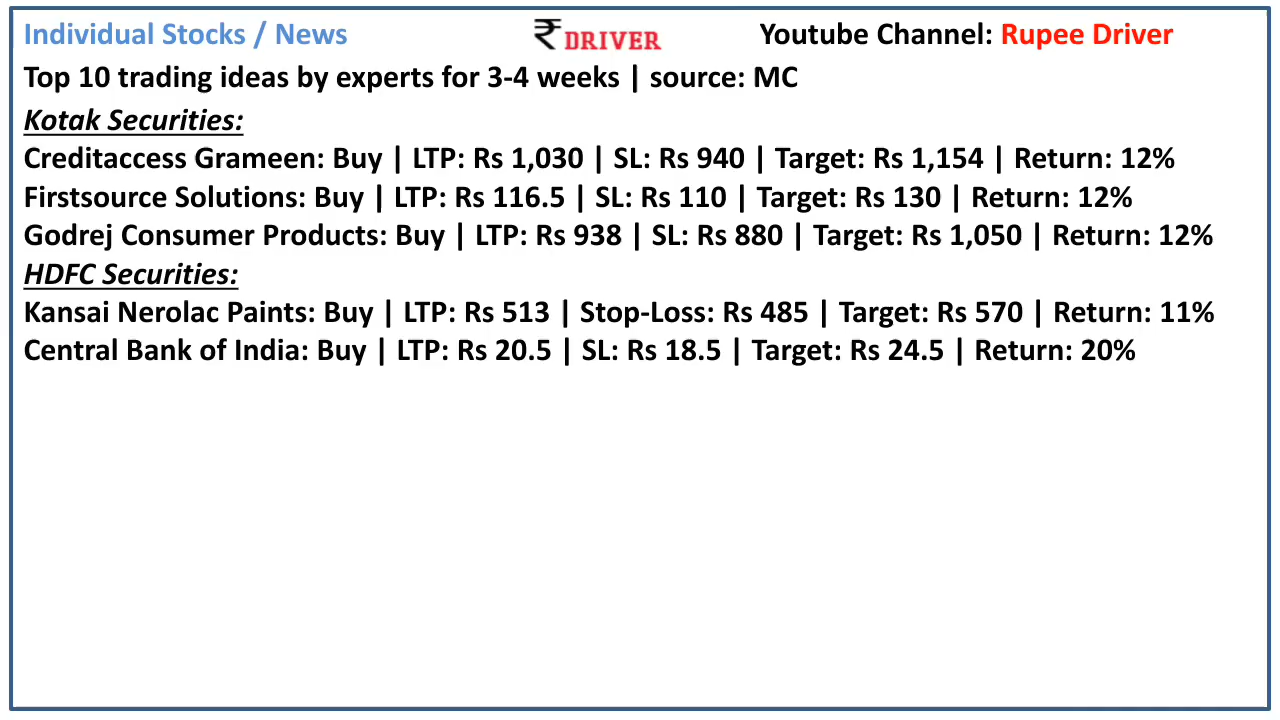 Individual Stocks / News
₹ DRIVER
Youtube Channel: Rupee Driver
Top 10 trading ideas by experts for 3-4 weeks | source: MC
Kotak Securities:
Creditaccess Grameen: Buy | LTP: Rs 1,030 | SL: Rs 940 | Target: Rs 1,154 | Return: 12%
Firstsource Solutions: Buy | LTP: Rs 116.5 | SL: Rs 110 | Target: Rs 130 | Return: 12%
Godrej Consumer Products: Buy | LTP: Rs 938 | SL: Rs 880 | Target: Rs 1,050 | Return: 12%
HDFC Securities:
Kansai Nerolac Paints: Buy | LTP: Rs 513 | Stop-Loss: Rs 485 | Target: Rs 570 | Return: 11%
Central Bank of India: Buy | LTP: Rs 20.5 | SL: Rs 18.5 | Target: Rs 24.5 | Return: 20%